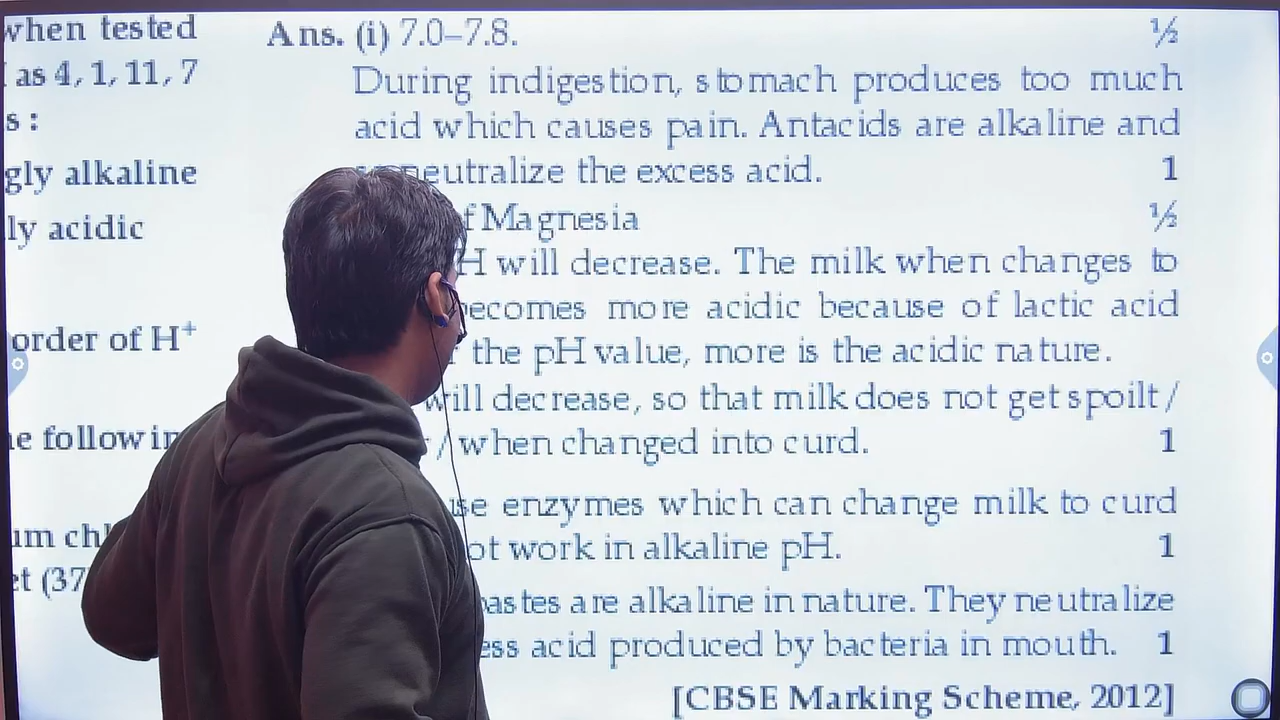 when tested
as 4, 1, 11, 7
s :
gly alkaline
ly acidic
order of H⁺
e followin
um ch
et (37
Ans. (i) 7.0–7.8. ½
During indigestion, stomach produces too much
acid which causes pain. Antacids are alkaline and
neutralize the excess acid. 1
f Magnesia ½
H will decrease. The milk when changes to
ecomes more acidic because of lactic acid
the pH value, more is the acidic nature.
will decrease, so that milk does not get spoilt /
/ when changed into curd. 1
use enzymes which can change milk to curd
ot work in alkaline pH. 1
pastes are alkaline in nature. They neutralize
ess acid produced by bacteria in mouth. 1
[CBSE Marking Scheme, 2012]